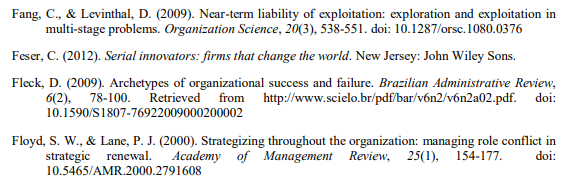 Fang, C., & Levinthal, D. (2009). Near-term liability of exploitation: exploration and exploitation in
multi-stage problems. Organization Science, 20(3), 538-551. doi: 10.1287/orsc.1080.0376
Feser, C. (2012). Serial innovators: firms that change the world. New Jersey: John Wiley Sons.
Fleck, D. (2009). Archetypes of organizational success and failure. Brazilian Administrative Review,
6(2), 78-100. Retrieved from http://www.scielo.br/pdf/bar/v6n2/v6n2a02.pdf. doi:
10.1590/S1807-76922009000200002
Floyd, S. W., & Lane, P. J. (2000). Strategizing throughout the organization: managing role conflict in
strategic renewal. Academy of Management Review, 25(1), 154-177. doi:
10.5465/AMR.2000.2791608